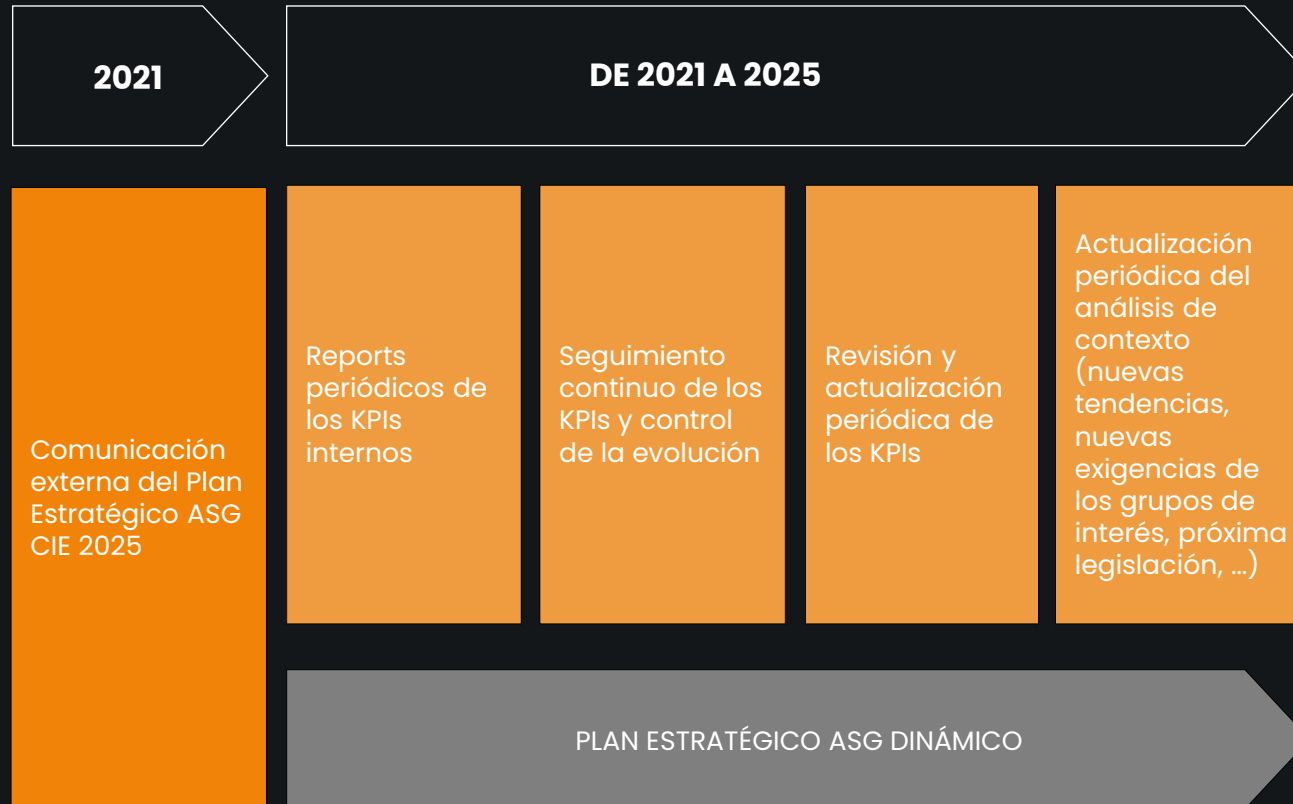 2021
DE 2021 A 2025
Comunicación
externa del Plan
Estratégico ASG
CIE 2025
Reports
periódicos de
los KPIs
internos
Seguimiento
continuo de los
KPIs y control
de la evolución
Revisión y
actualización
periódica de
los KPIs
Actualización
periódica del
análisis de
contexto
(nuevas
tendencias,
nuevas
exigencias de
los grupos de
interés, próxima
legislación, …)
PLAN ESTRATÉGICO ASG DINÁMICO